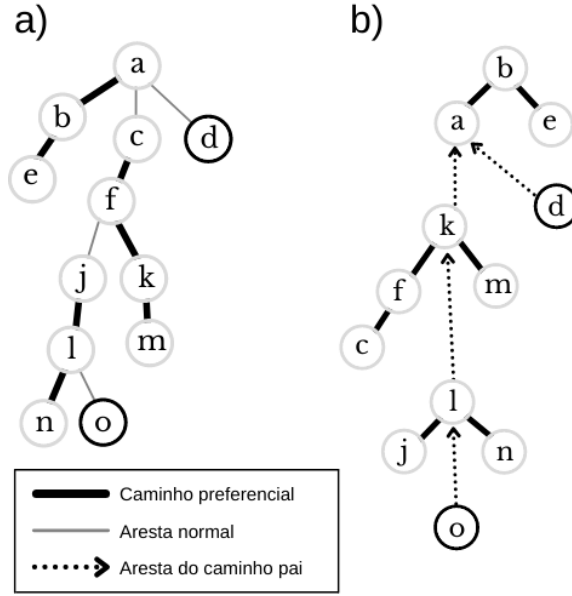 a)
b)
a
b
c
d
e
f
j
k
l
m
n
o
b
a
e
d
k
f
m
c
l
j
n
o
Caminho preferencial
Aresta normal
Aresta do caminho pai